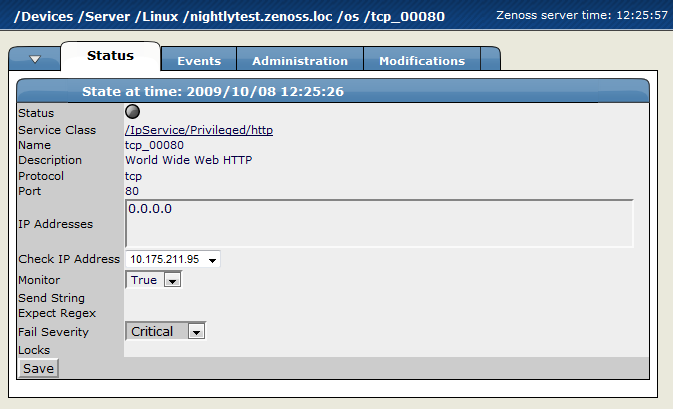 /Devices /Server /Linux /nightlytest.zenoss.loc /os /tcp_00080 Zenoss server time: 12:25:57
Status Events Administration Modifications
State at time: 2009/10/08 12:25:26
Status
Service Class /IpService/Privileged/http
Name tcp_00080
Description World Wide Web HTTP
Protocol tcp
Port 80
IP Addresses 0.0.0.0
Check IP Address 10.175.211.95
Monitor True
Send String
Expect Regex
Fail Severity Critical
Locks
Save